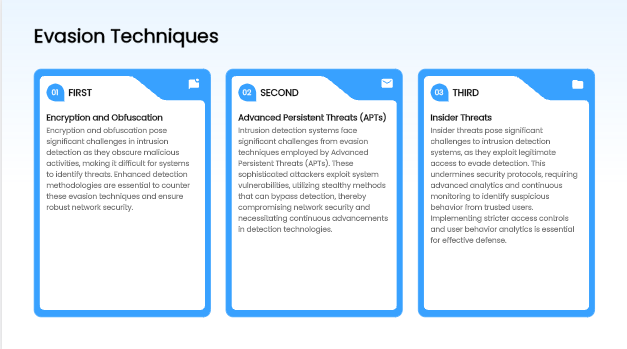 Evasion Techniques
01 FIRST
Encryption and Obfuscation
Encryption and obfuscation pose
significant challenges in intrusion
detection as they obscure malicious
activities, making it difficult for systems
to identify threats. Enhanced detection
methodologies are essential to counter
these evasion techniques and ensure
robust network security.
02 SECOND
Advanced Persistent Threats (APTs)
Intrusion detection systems face
significant challenges from evasion
techniques employed by Advanced
Persistent Threats (APTs). These
sophisticated attackers exploit system
vulnerabilities, utilizing stealthy methods
that can bypass detection, thereby
compromising network security and
necessitating continuous advancements
in detection technologies.
03 THIRD
Insider Threats
Insider threats pose significant
challenges to intrusion detection
systems, as they exploit legitimate
access to evade detection. This
undermines security protocols, requiring
advanced analytics and continuous
monitoring to identify suspicious
behavior from trusted users.
Implementing stricter access controls
and user behavior analytics is essential
for effective defense.